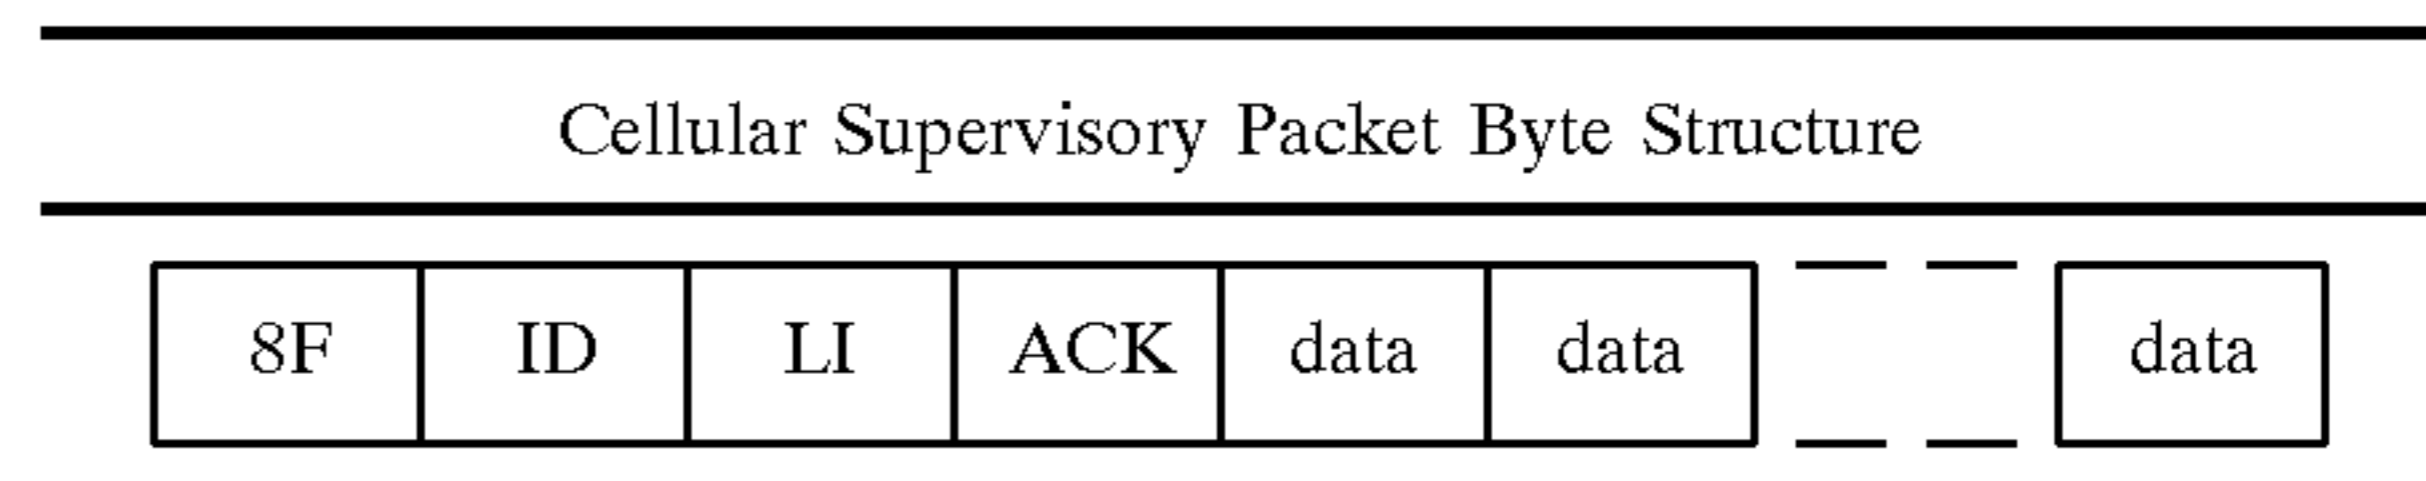 Cellular Supervisory Packet Byte Structure
8F ID LI ACK data data data